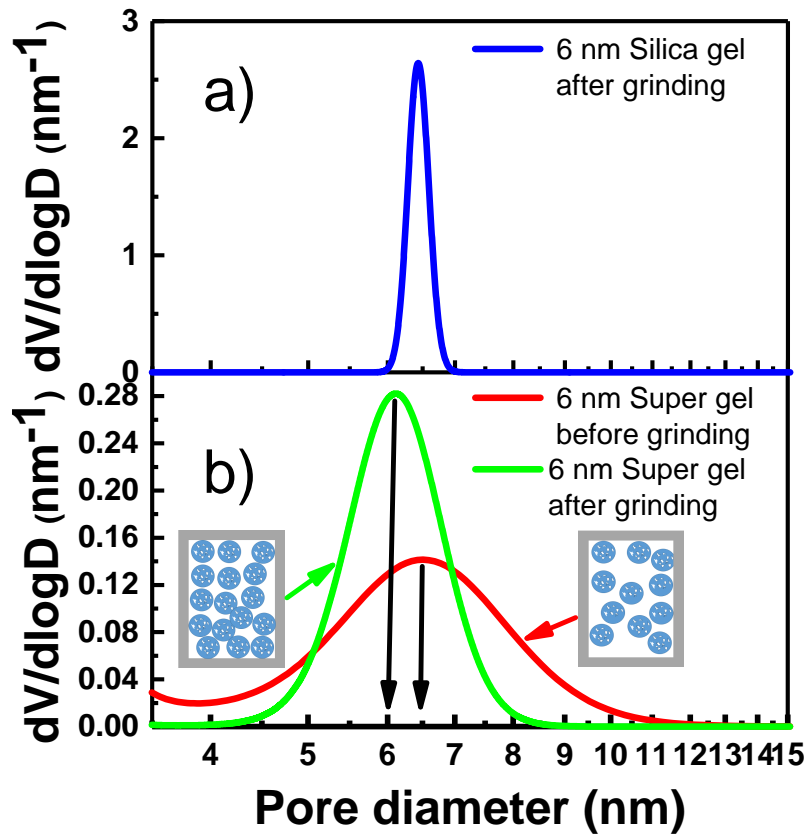 a)
6 nm Silica gel
after grinding
dV/dlogD (nm⁻¹)
3
2
1
0
b)
6 nm Super gel
before grinding
6 nm Super gel
after grinding
dV/dlogD (nm⁻¹)
0.28
0.24
0.20
0.16
0.12
0.08
0.04
0.00
4 5 6 7 8 9 10 11 12 13 14 15
Pore diameter (nm)